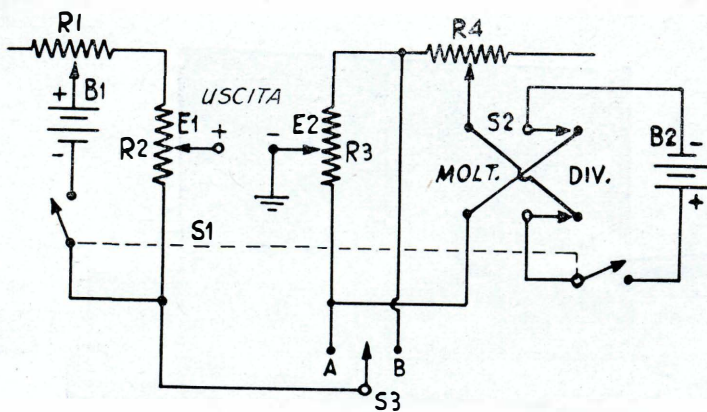 R1
R4
+ B1
-
USCITA
E1
+
R2
-
E2
R3
S2
B2
-
+
MOLT.
DIV.
S1
A
B
S3